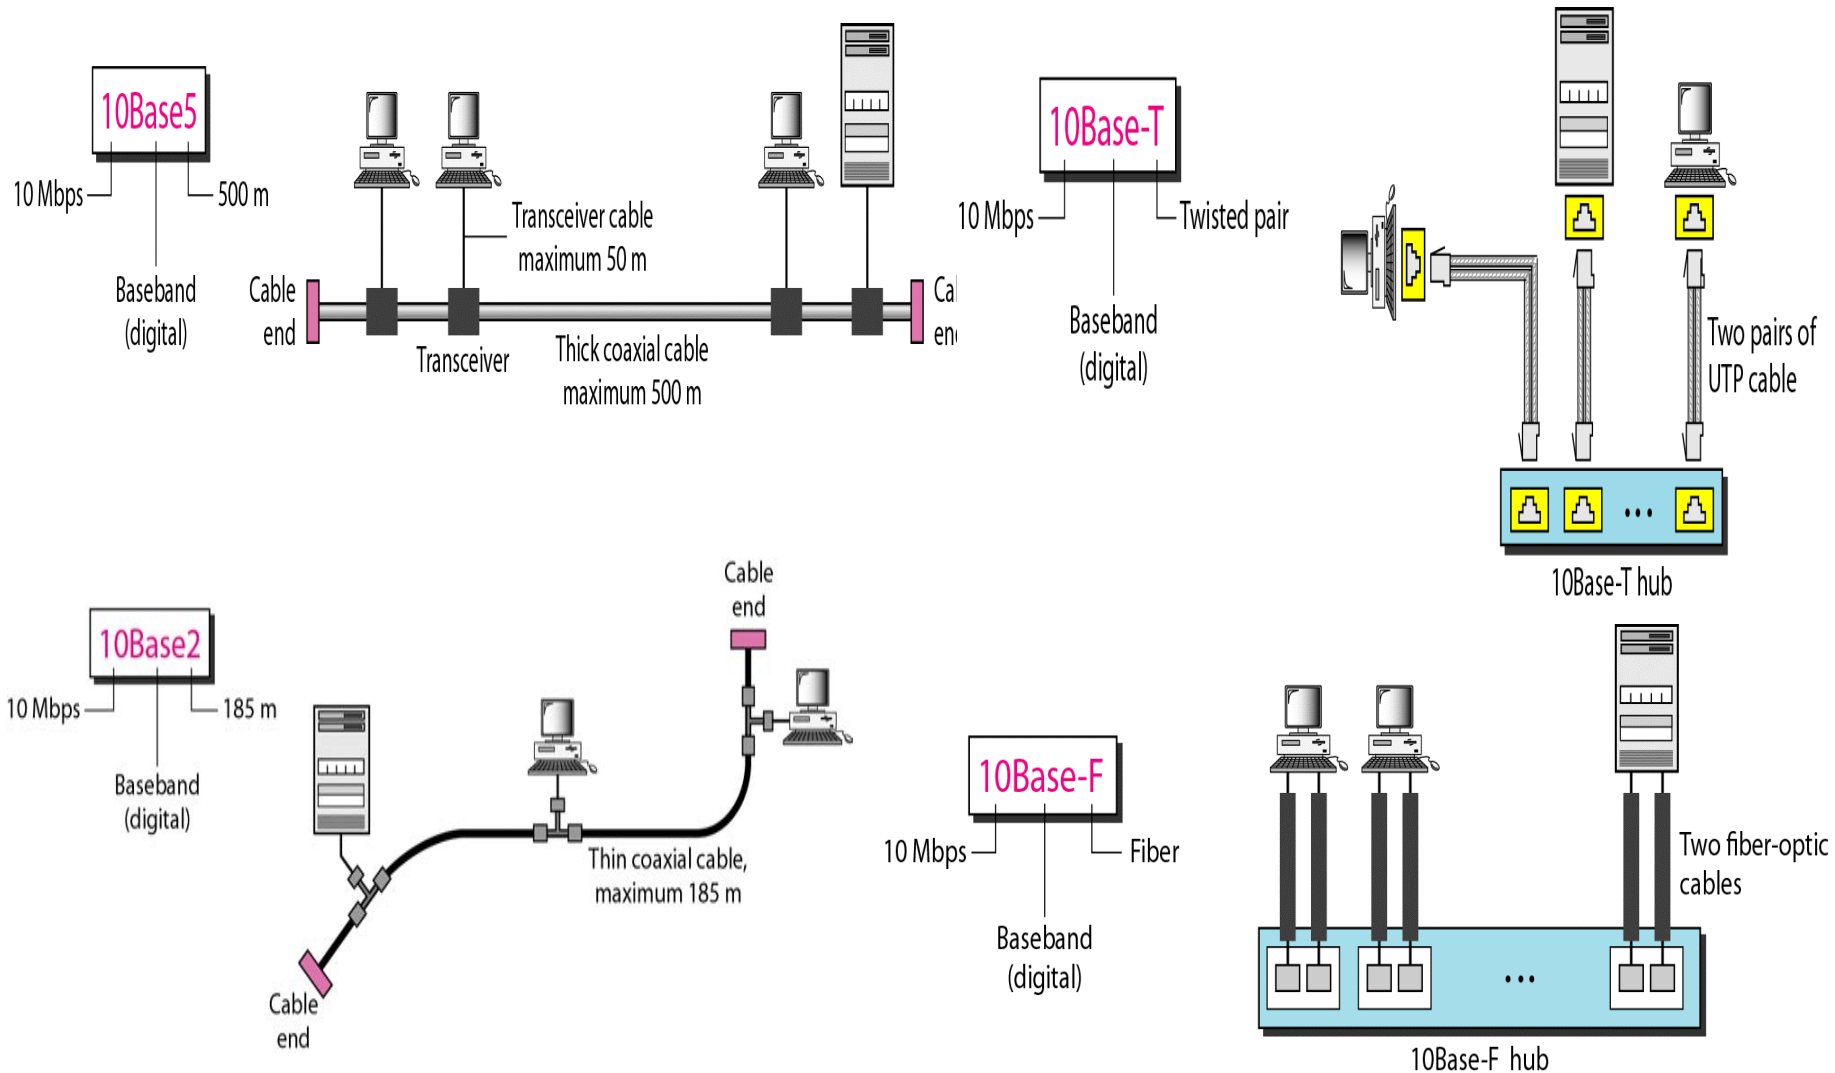 10Base5
10 Mbps
500 m
Baseband
(digital)
Transceiver cable
maximum 50 m
Cable
end
Transceiver
Thick coaxial cable
maximum 500 m
10Base-T
10 Mbps
Twisted pair
Baseband
(digital)
Two pairs of
UTP cable
10Base-T hub
10Base2
10 Mbps
185 m
Baseband
(digital)
Cable
end
Thin coaxial cable,
maximum 185 m
Cable
end
10Base-F
10 Mbps
Fiber
Baseband
(digital)
Two fiber-optic
cables
10Base-F hub